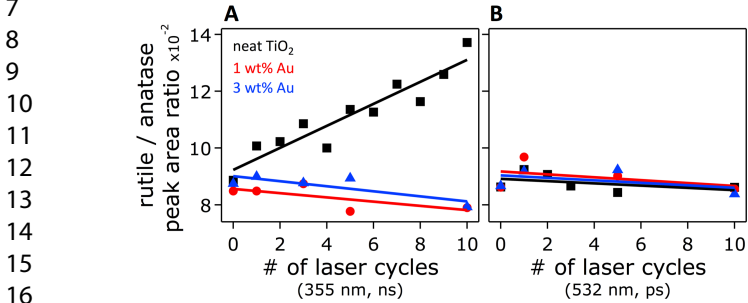 7
8
9
10
11
12
13
14
15
16
A
B
rutile / anatase
peak area ratio x10⁻²
14
12
10
8
neat TiO₂
1 wt% Au
3 wt% Au
0 2 4 6 8 10
# of laser cycles
(355 nm, ns)
0 2 4 6 8 10
# of laser cycles
(532 nm, ps)